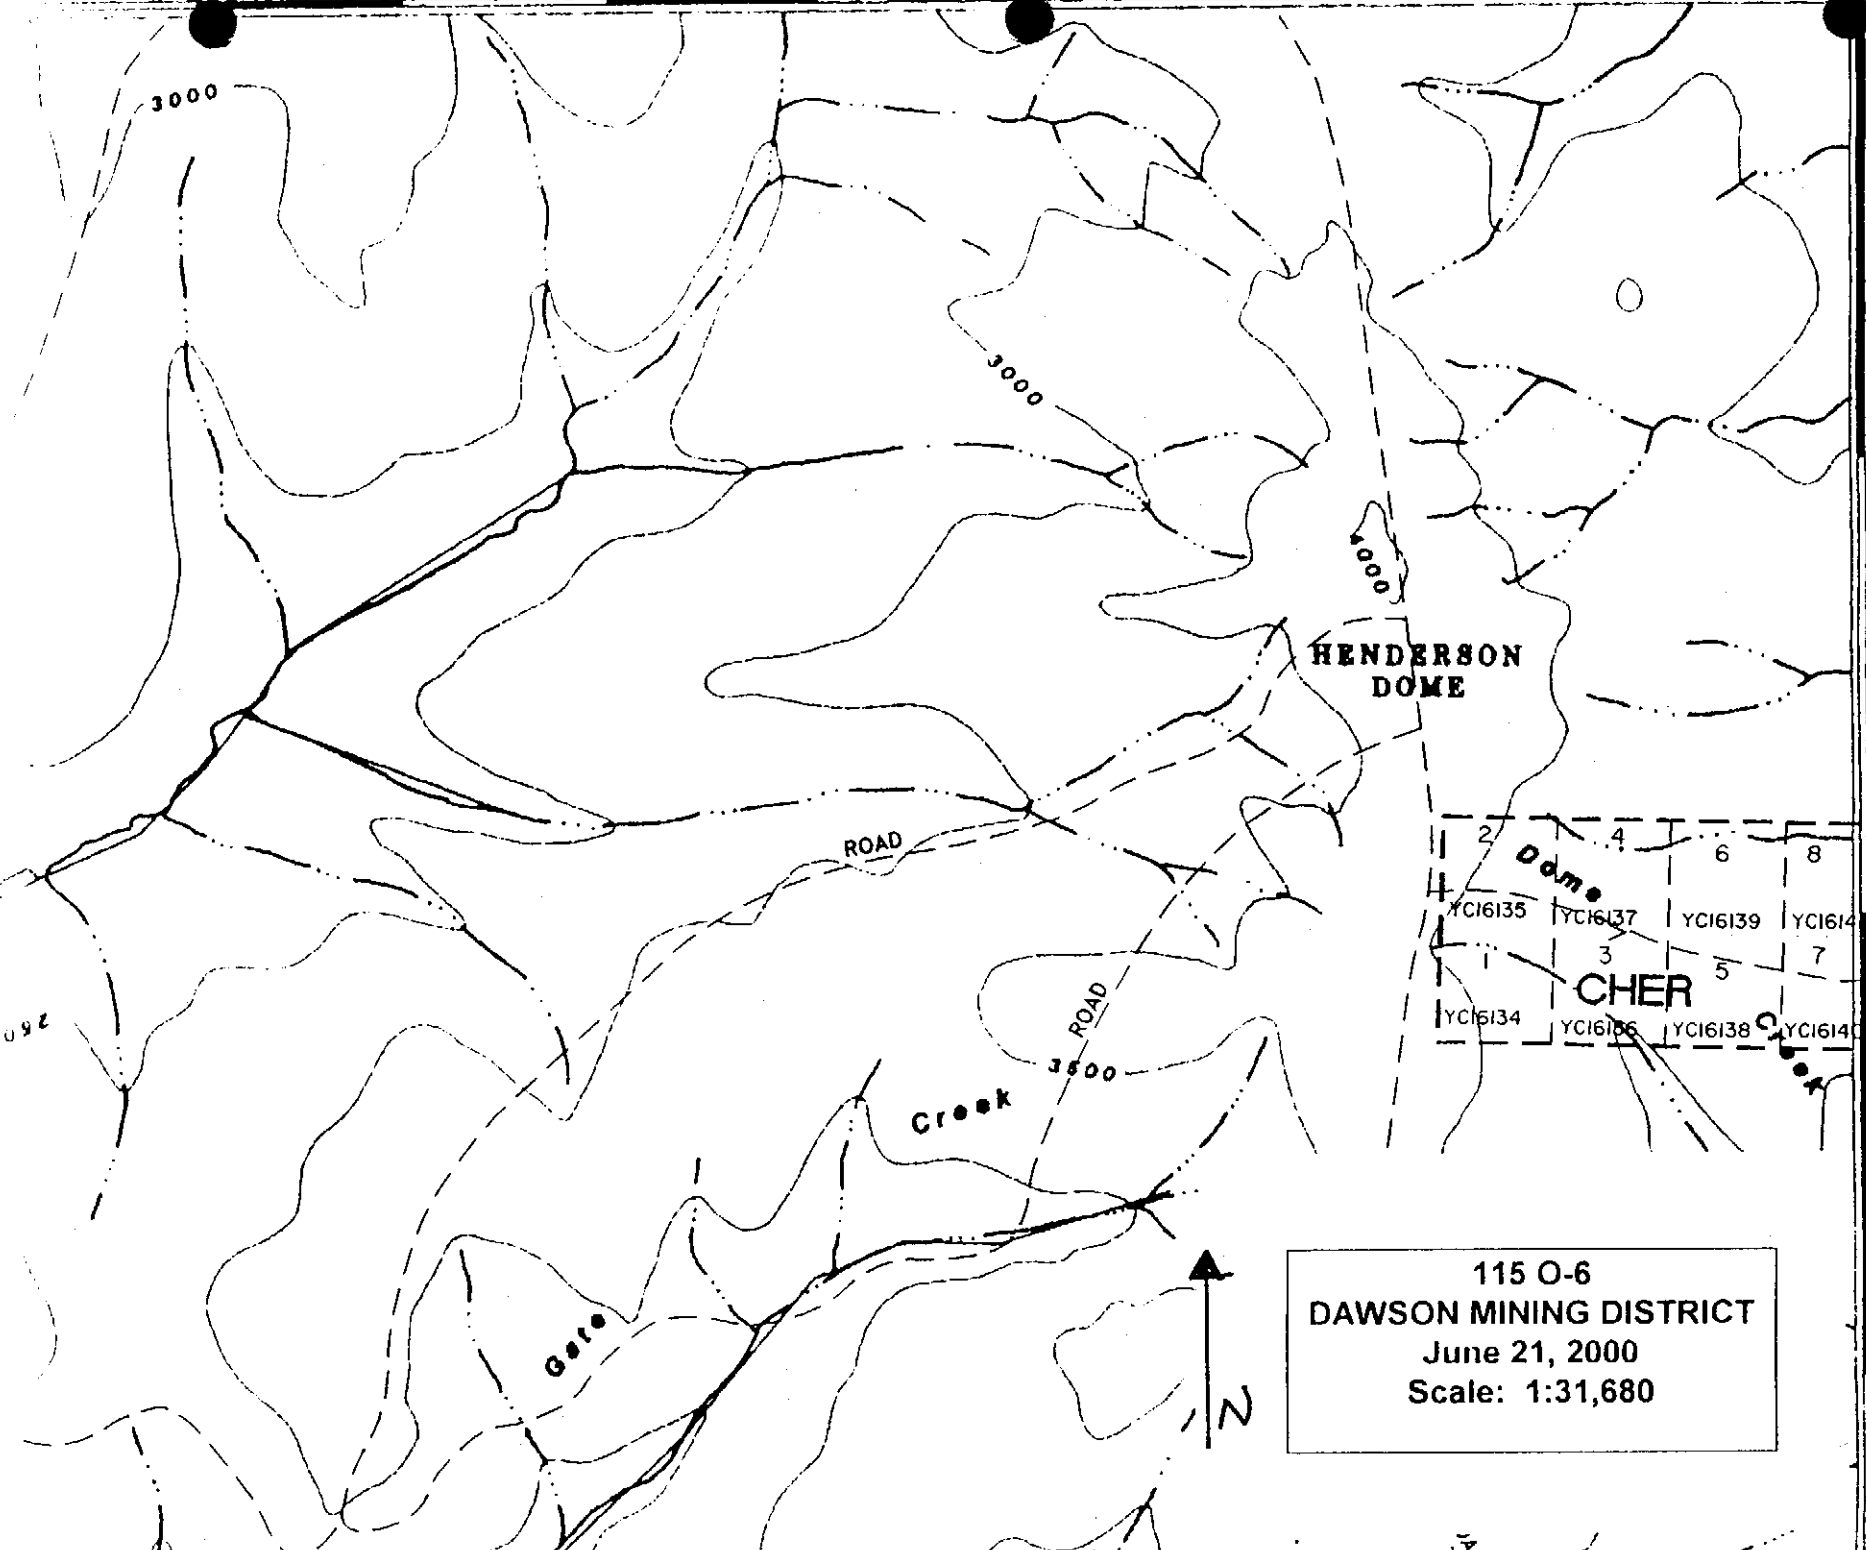 3000
3000
4000
HENDERSON
DOME
ROAD
2
4
6
8
Dome
YC16135
YC16137
YC16139
YC1614
1
3
5
7
CHER
YC16134
YC16138
YC16140
Creek
ROAD
3500
Creek
Gate
N
115 O-6
DAWSON MINING DISTRICT
June 21, 2000
Scale: 1:31,680